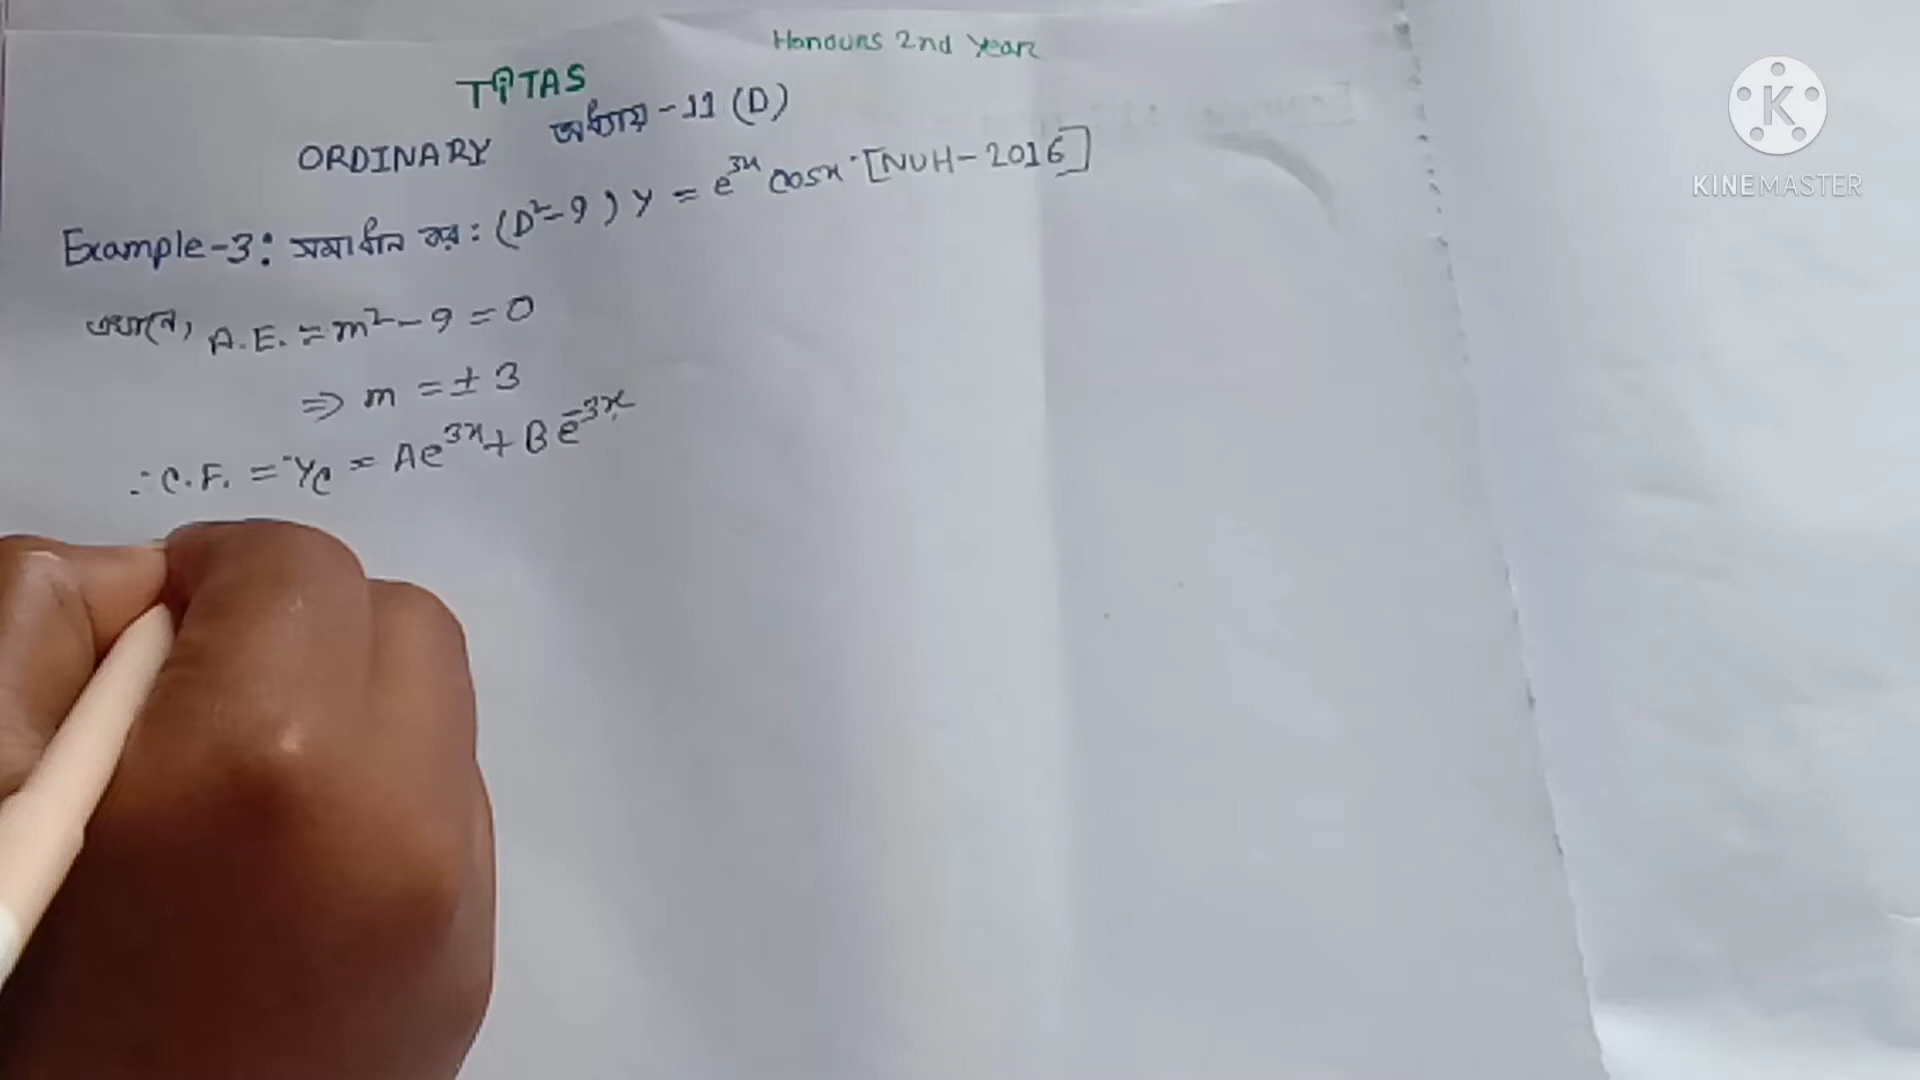 Honours 2nd Year
TITAS
ORDINARY অধ্যায়-11 (D)
Example-3: সমাধান কর: (D²-9) y = e^{3x} cosx [NUH-2016]
এখানে, A.E. = m²-9=0
⇒ m = ±3
∴ C.F. = y_c = Ae^{3x} + Be^{-3x}
KINEMASTER